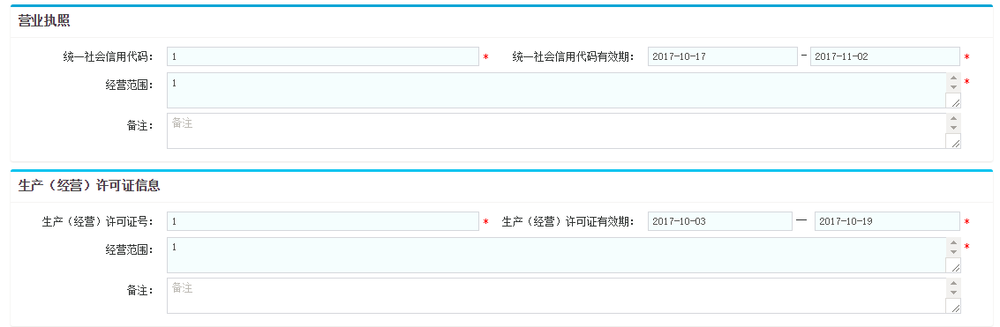 营业执照
统一社会信用代码： 1 * 统一社会信用代码有效期： 2017-10-17 - 2017-11-02 *
经营范围： 1 *
备注： 备注
生产（经营）许可证信息
生产（经营）许可证号： 1 * 生产（经营）许可证有效期： 2017-10-03 — 2017-10-19 *
经营范围： 1 *
备注： 备注